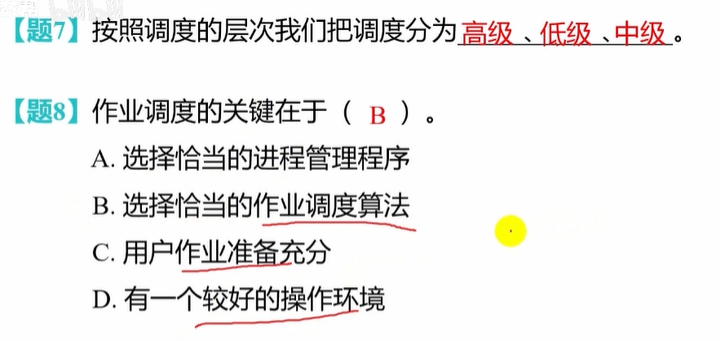 【题7】按照调度的层次我们把调度分为高级、低级、中级。
【题8】作业调度的关键在于（ B ）。
A. 选择恰当的进程管理程序
B. 选择恰当的作业调度算法
C. 用户作业准备充分
D. 有一个较好的操作环境